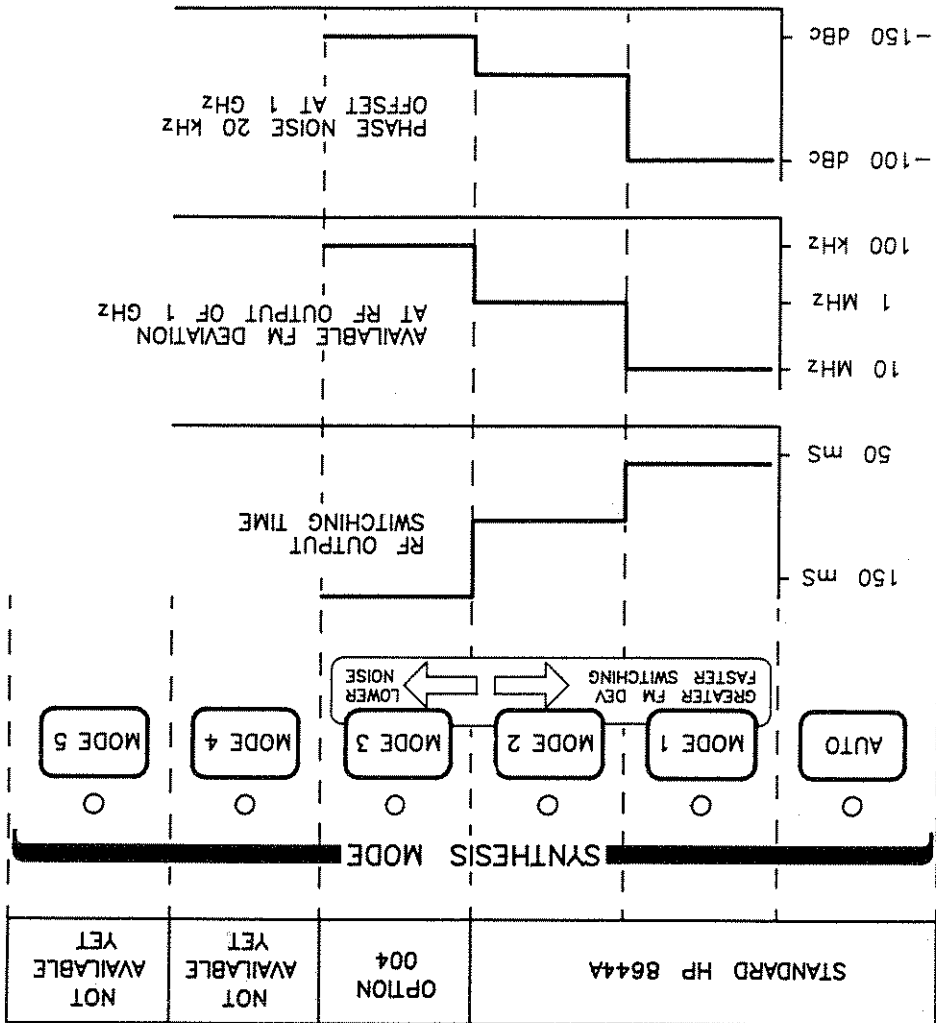 STANDARD HP 8644A
OPTION
004
NOT
AVAILABLE
YET
NOT
AVAILABLE
YET
SYNTHESIS MODE
AUTO
MODE 1
MODE 2
MODE 3
MODE 4
MODE 5
GREATER FM DEV
FASTER SWITCHING
LOWER
NOISE
150 mS
50 mS
RF OUTPUT
SWITCHING TIME
10 MHz
1 MHz
100 kHz
AVAILABLE FM DEVIATION
AT RF OUTPUT OF 1 GHz
-100 dBc
-150 dBc
PHASE NOISE 20 kHz
OFFSET AT 1 GHz